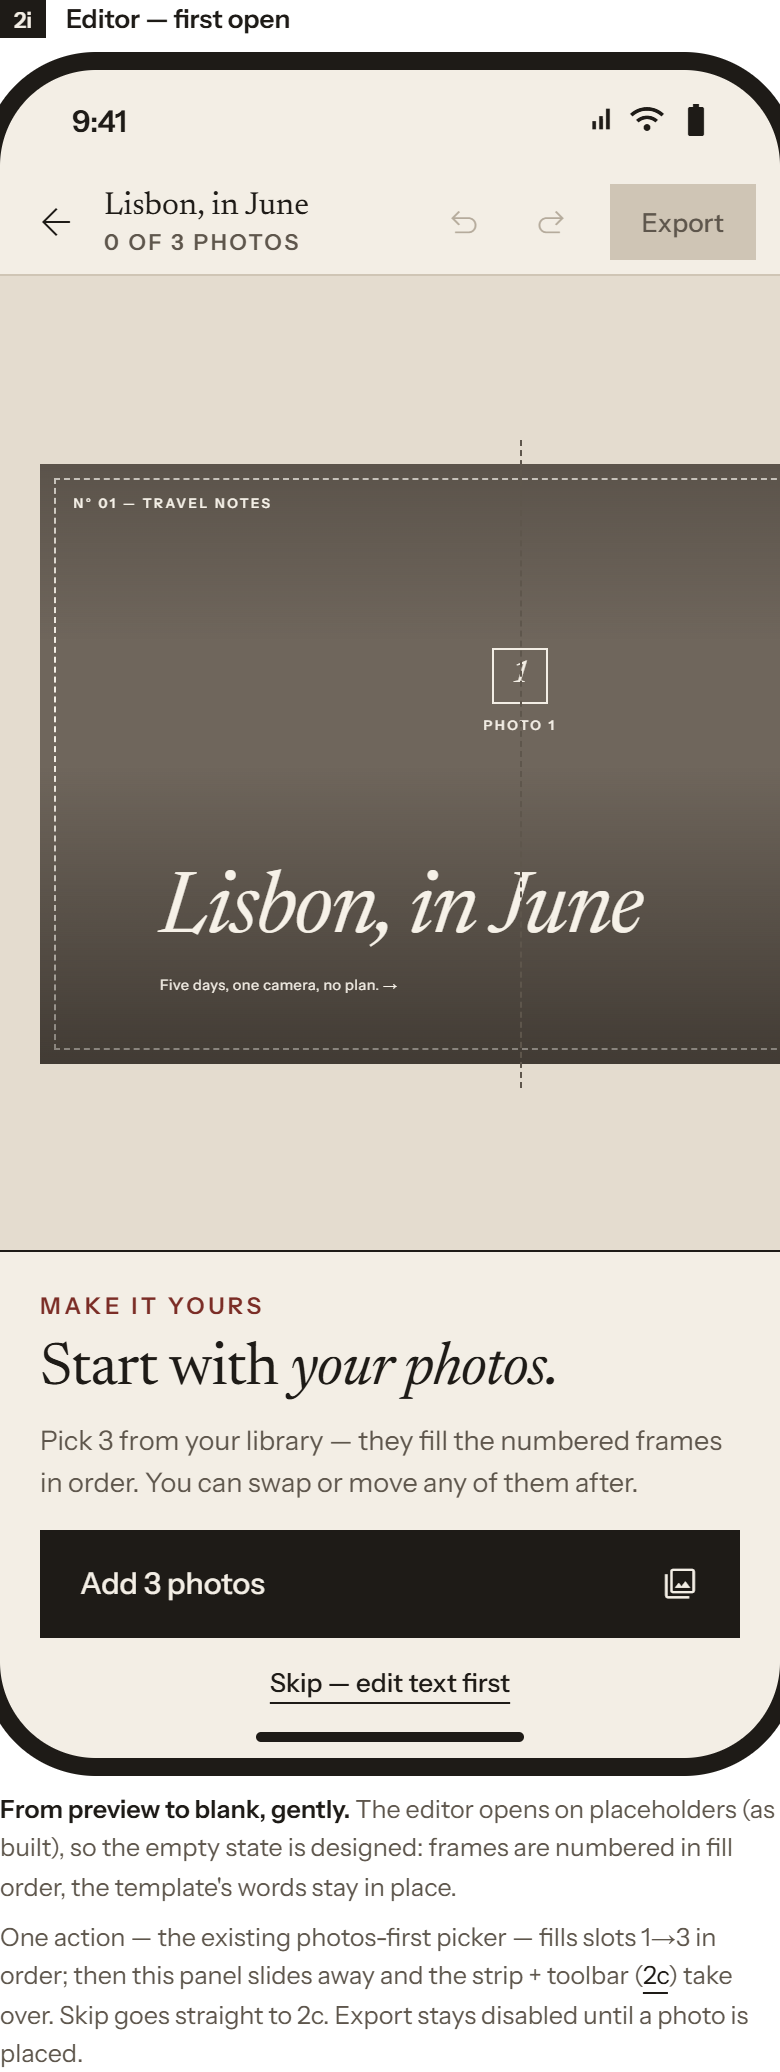 2i Editor — first open
9:41
Lisbon, in June
0 OF 3 PHOTOS
Export
N° 01 — TRAVEL NOTES
1
PHOTO 1
Lisbon, in June
Five days, one camera, no plan. →
MAKE IT YOURS
Start with your photos.
Pick 3 from your library — they fill the numbered frames
in order. You can swap or move any of them after.
Add 3 photos
Skip — edit text first
From preview to blank, gently. The editor opens on placeholders (as
built), so the empty state is designed: frames are numbered in fill
order, the template's words stay in place.
One action — the existing photos-first picker — fills slots 1→3 in
order; then this panel slides away and the strip + toolbar (2c) take
over. Skip goes straight to 2c. Export stays disabled until a photo is
placed.